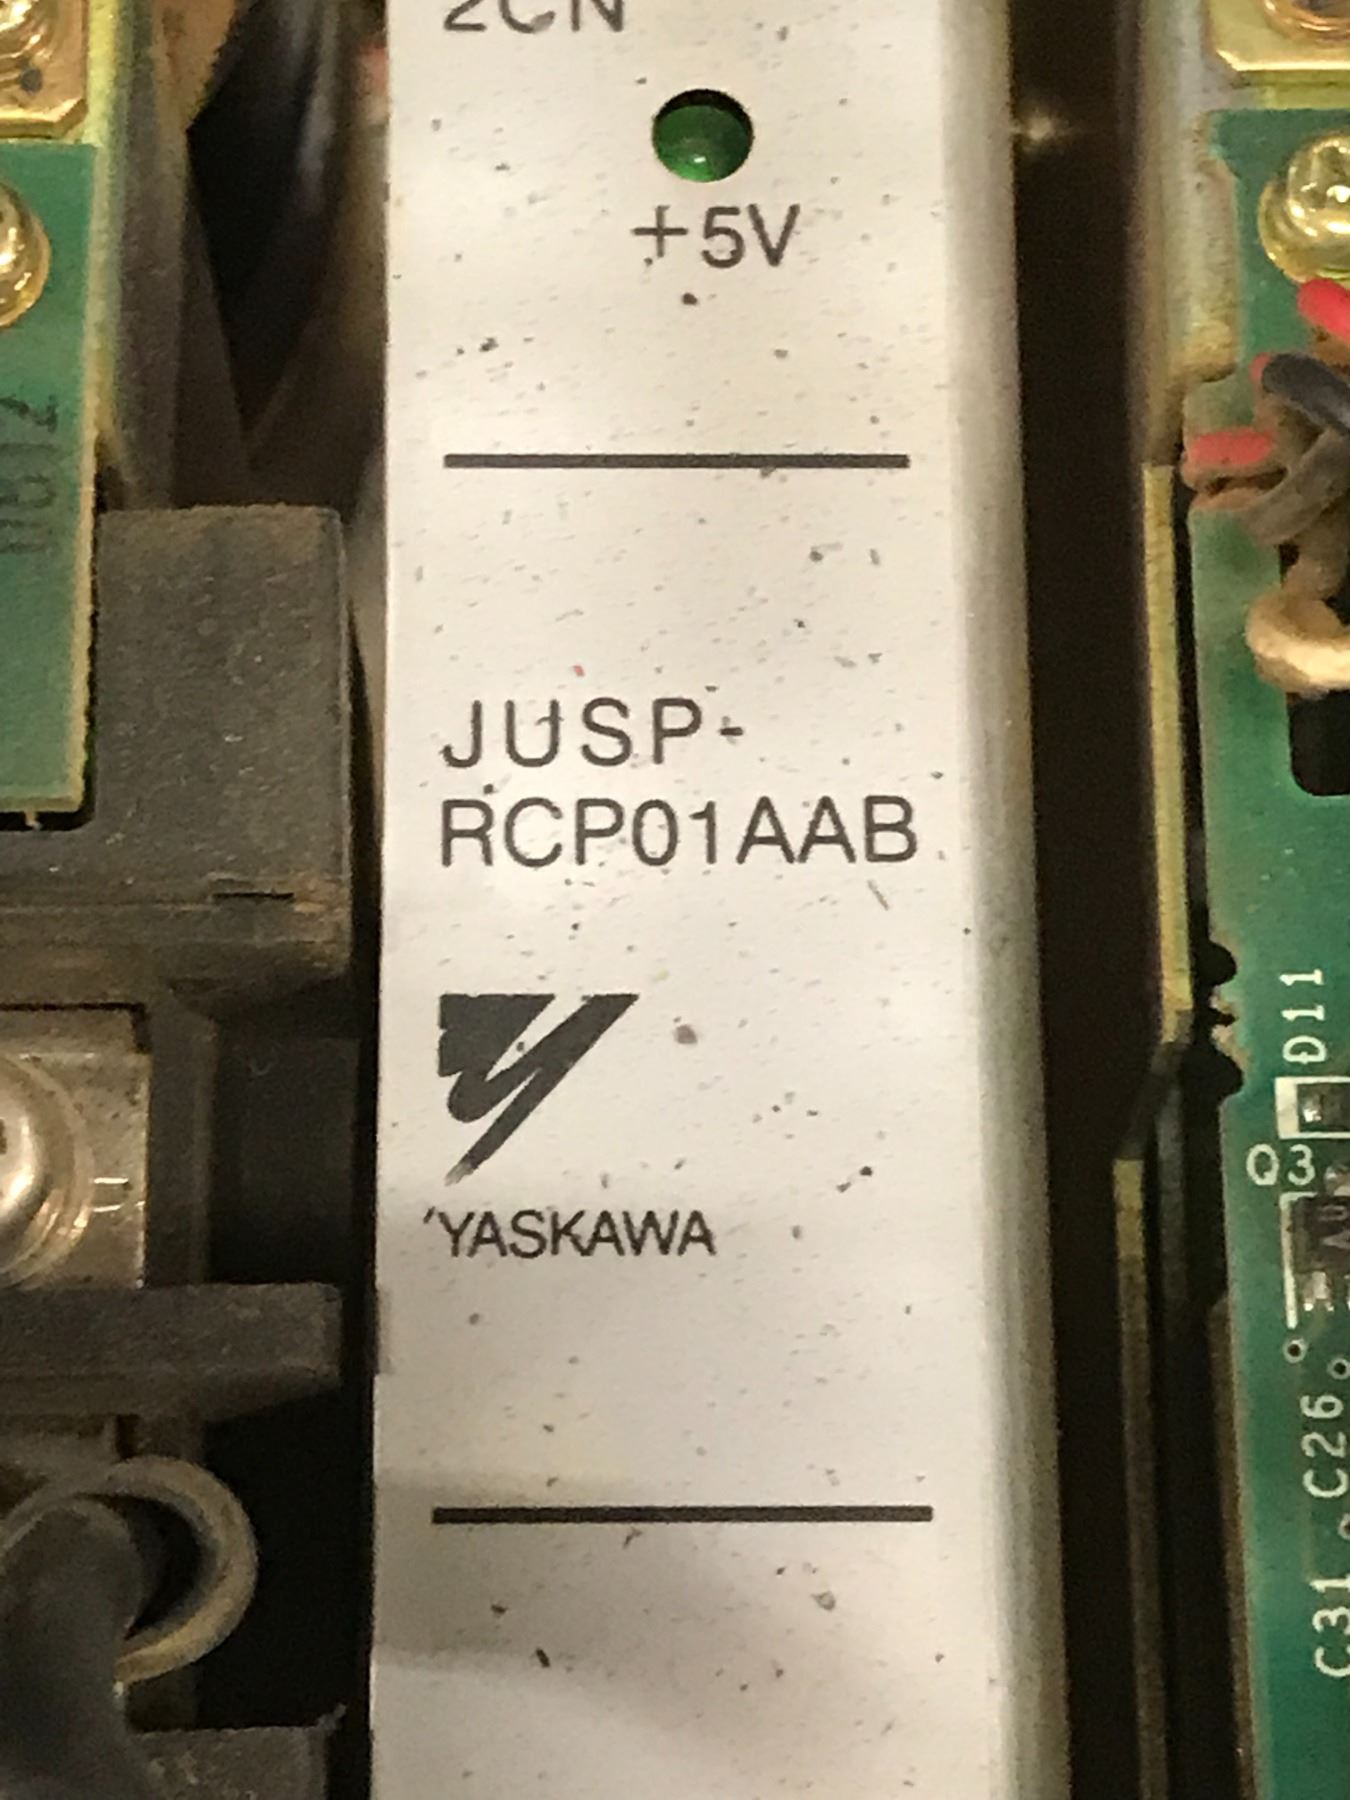 2CN
+5V
JUSP-
RCP01AAB
YASKAWA
D11
Q3
C26
C31